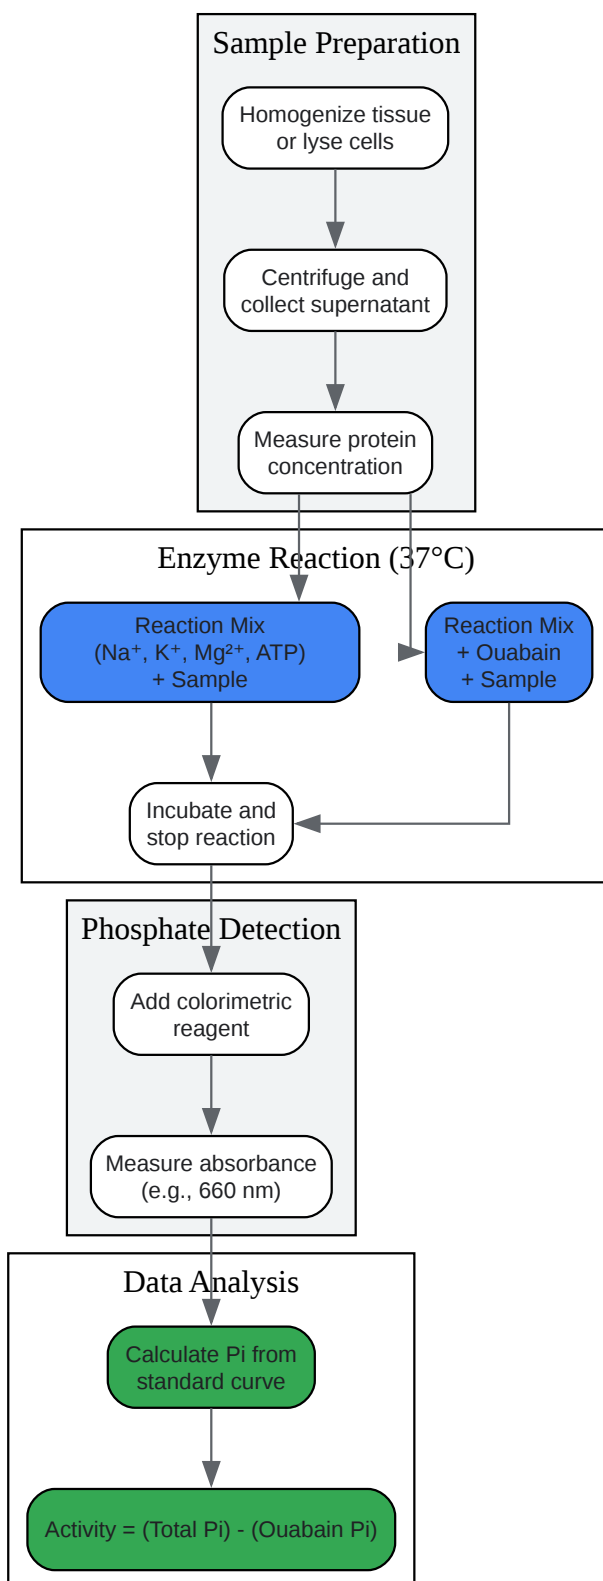 Sample Preparation
Homogenize tissue
or lyse cells
Centrifuge and
collect supernatant
Measure protein
concentration
Enzyme Reaction (37°C)
Reaction Mix
(Na⁺, K⁺, Mg²⁺, ATP)
+ Sample
Reaction Mix
+ Ouabain
+ Sample
Incubate and
stop reaction
Phosphate Detection
Add colorimetric
reagent
Measure absorbance
(e.g., 660 nm)
Data Analysis
Calculate Pi from
standard curve
Activity = (Total Pi) - (Ouabain Pi)